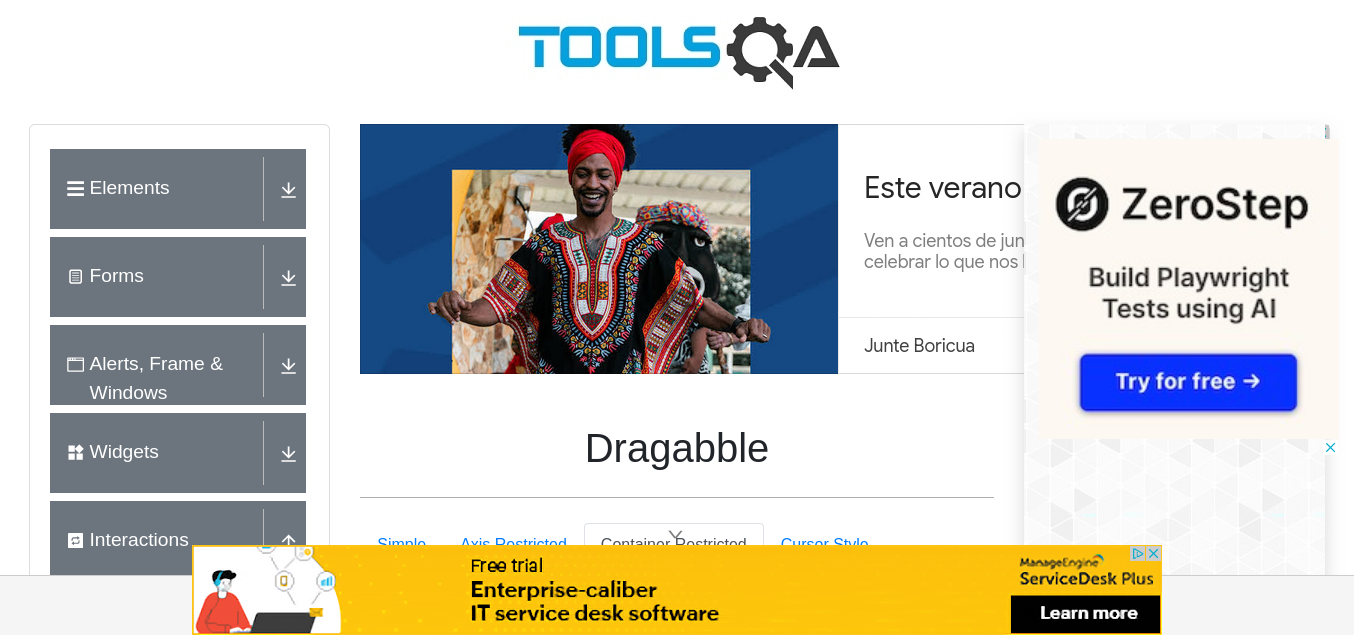 TOOLSQA
Elements
Forms
Alerts, Frame &
Windows
Widgets
Interactions
Este verano
Ven a cientos de jun
celebrar lo que nos
Junte Boricua
ZeroStep
Build Playwright
Tests using AI
Try for free →
Dragabble
Simple
Axis Restricted
Container Restricted
Cursor Style
Free trial
Enterprise-caliber
IT service desk software
ManageEngine
ServiceDesk Plus
Learn more